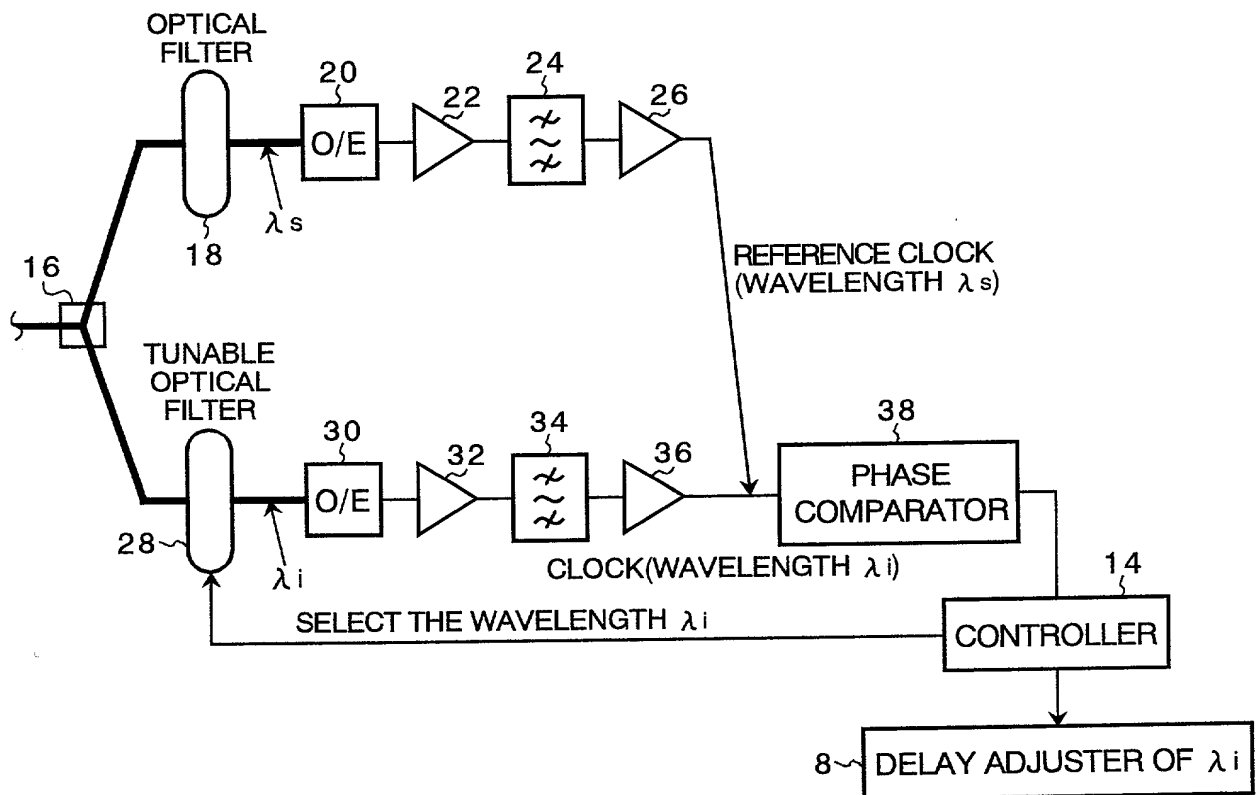 OPTICAL
FILTER
20
22
24
26
O/E
λs
18
REFERENCE CLOCK
(WAVELENGTH λs)
16
TUNABLE
OPTICAL
FILTER
30
32
34
36
38
O/E
PHASE
COMPARATOR
28
λi
CLOCK(WAVELENGTH λi)
14
SELECT THE WAVELENGTH λi
CONTROLLER
8
DELAY ADJUSTER OF λi